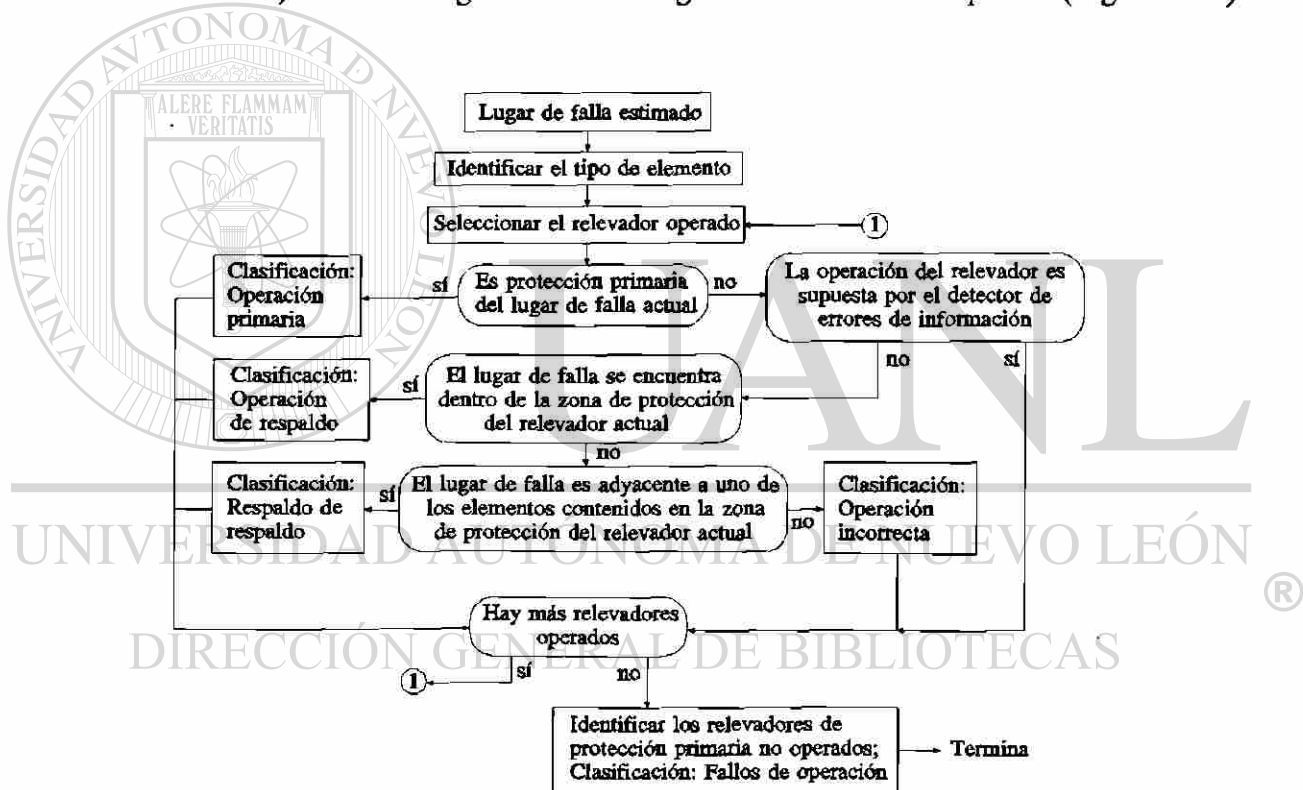 Lugar de falla estimado
Identificar el tipo de elemento
Seleccionar el relevador operado
1
Clasificación:
Operación
primaria
sí
Es protección primaria
del lugar de falla actual
no
La operación del relevador es
supuesta por el detector de
errores de información
no
sí
Clasificación:
Operación
de respaldo
sí
El lugar de falla se encuentra
dentro de la zona de protección
del relevador actual
no
Clasificación:
Respaldo de
respaldo
sí
El lugar de falla es adyacente a uno de
los elementos contenidos en la zona
de protección del relevador actual
no
Clasificación:
Operación
incorrecta
Hay más relevadores
operados
1
sí
no
Identificar los relevadores de
protección primaria no operados;
Clasificación: Fallos de operación
Termina
UNIVERSIDAD AUTÓNOMA DE NUEVO LEÓN
ALERE FLAMMAM
VERITATIS
UANL
UNIVERSIDAD AUTÓNOMA DE NUEVO LEÓN
®
DIRECCIÓN GENERAL DE BIBLIOTECAS